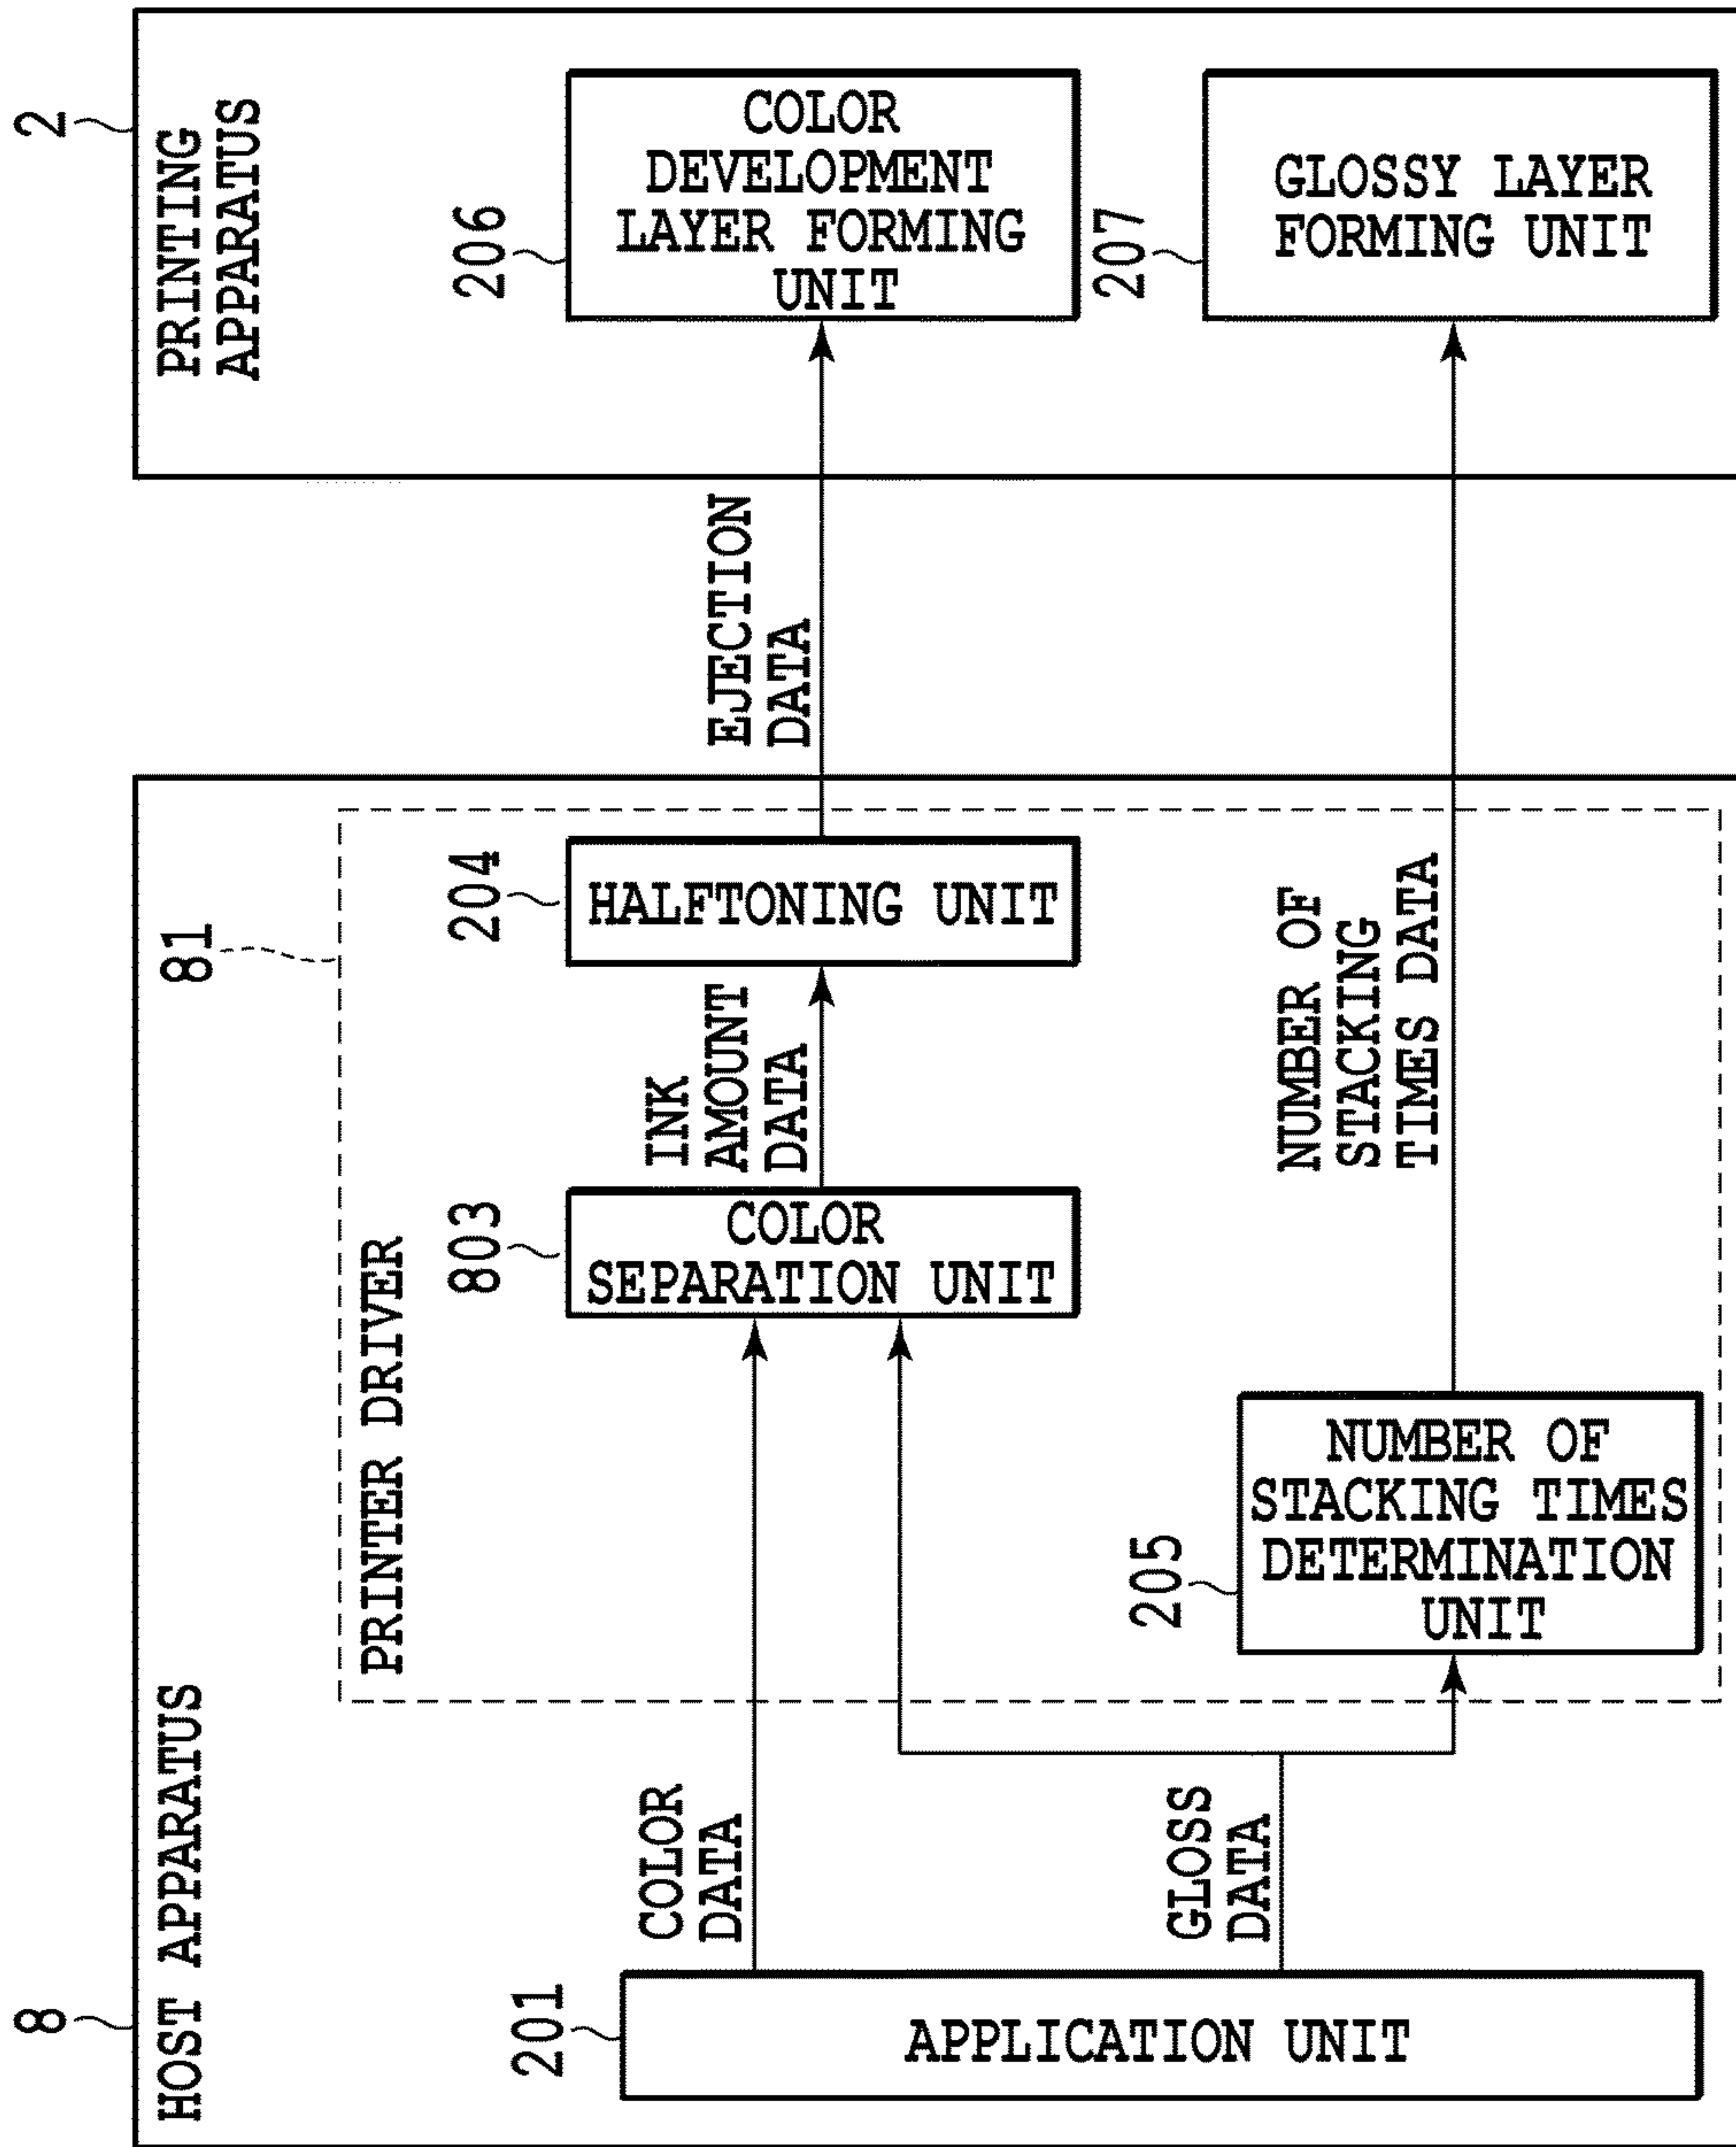 8
HOST APPARATUS
201
APPLICATION UNIT
COLOR
DATA
GLOSS
DATA
81
PRINTER DRIVER
803
COLOR
SEPARATION UNIT
INK
AMOUNT
DATA
204
HALFTONING UNIT
205
NUMBER OF
STACKING TIMES
DETERMINATION
UNIT
NUMBER OF
STACKING
TIMES DATA
EJECTION
DATA
2
PRINTING
APPARATUS
206
COLOR
DEVELOPMENT
LAYER FORMING
UNIT
207
GLOSSY LAYER
FORMING UNIT